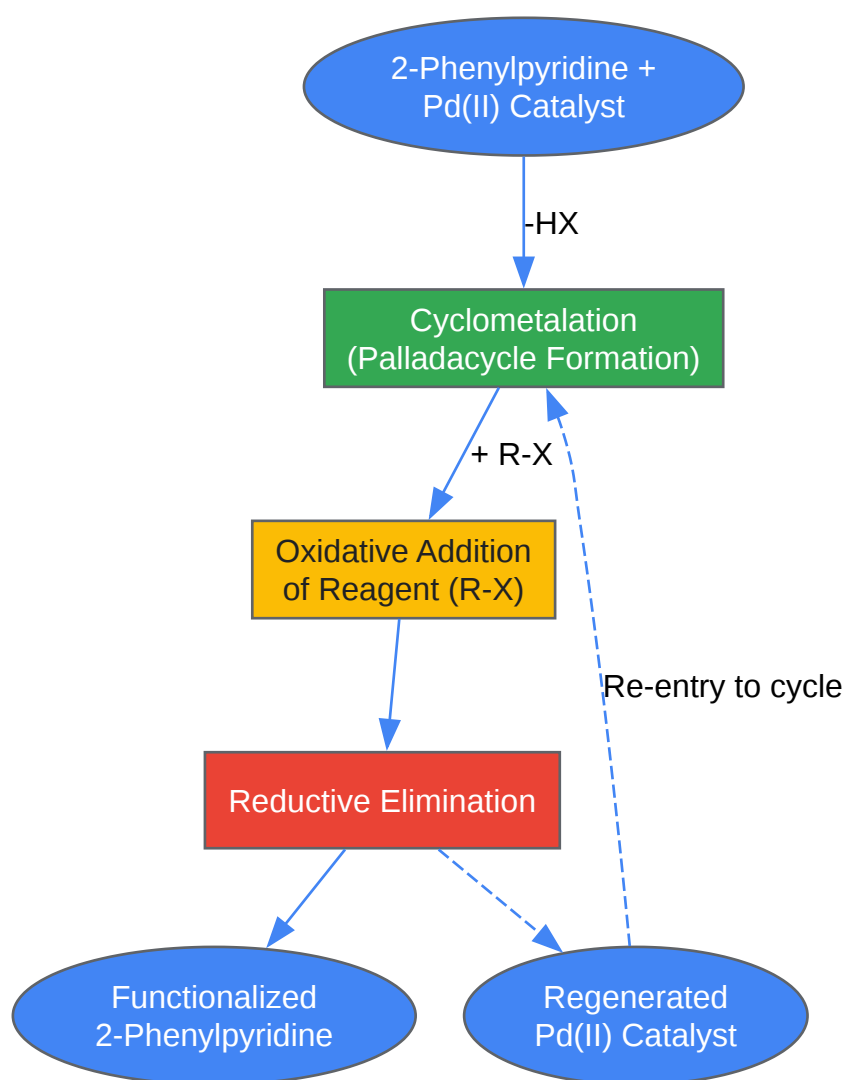 2-Phenylpyridine +
Pd(II) Catalyst
-HX
Cyclometalation
(Palladacycle Formation)
+ R-X
Oxidative Addition
of Reagent (R-X)
Re-entry to cycle
Reductive Elimination
Functionalized
2-Phenylpyridine
Regenerated
Pd(II) Catalyst